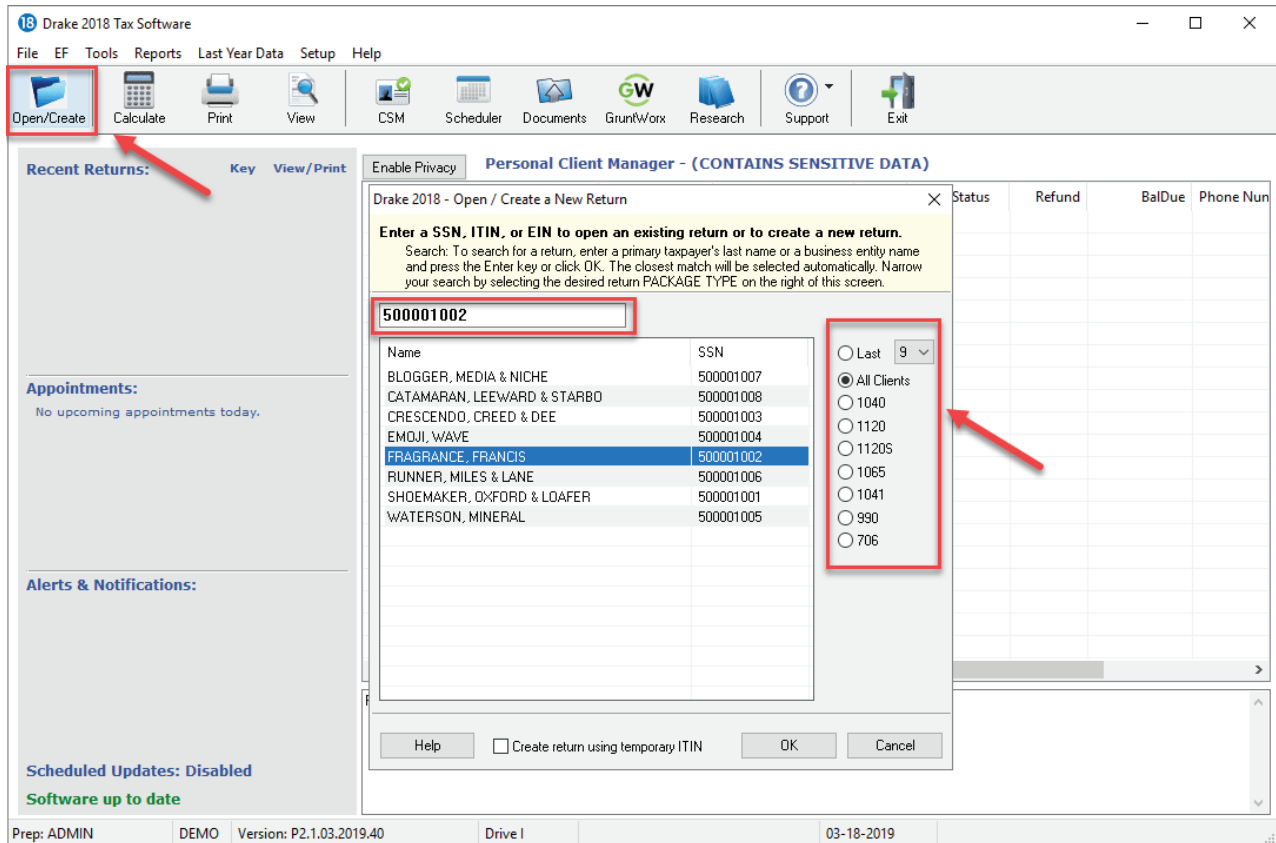 18 Drake 2018 Tax Software
File EF Tools Reports Last Year Data Setup Help
Open/Create Calculate Print View CSM Scheduler Documents GruntWorx Research Support Exit
GW
Recent Returns: Key View/Print
Enable Privacy Personal Client Manager - (CONTAINS SENSITIVE DATA)
Status Refund BalDue Phone Num
Drake 2018 - Open / Create a New Return
Enter a SSN, ITIN, or EIN to open an existing return or to create a new return.
Search: To search for a return, enter a primary taxpayer's last name or a business entity name
and press the Enter key or click OK. The closest match will be selected automatically. Narrow
your search by selecting the desired return PACKAGE TYPE on the right of this screen.
500001002
Name SSN
BLOGGER, MEDIA & NICHE 500001007
CATAMARAN, LEEWARD & STARBO 500001008
CRESCENDO, CREED & DEE 500001003
EMOJI, WAVE 500001004
FRAGRANCE, FRANCIS 500001002
RUNNER, MILES & LANE 500001006
SHOEMAKER, OXFORD & LOAFER 500001001
WATERSON, MINERAL 500001005
Last 9
All Clients
1040
1120
1120S
1065
1041
990
706
Help Create return using temporary ITIN OK Cancel
Appointments:
No upcoming appointments today.
Alerts & Notifications:
Scheduled Updates: Disabled
Software up to date
Prep: ADMIN DEMO Version: P2.1.03.2019.40 Drive I 03-18-2019